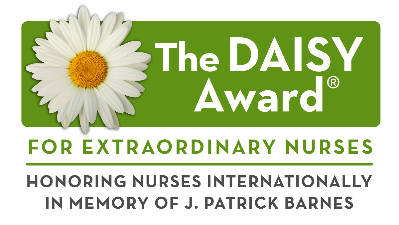 The DAISY
Award®
FOR EXTRAORDINARY NURSES
HONORING NURSES INTERNATIONALLY
IN MEMORY OF J. PATRICK BARNES